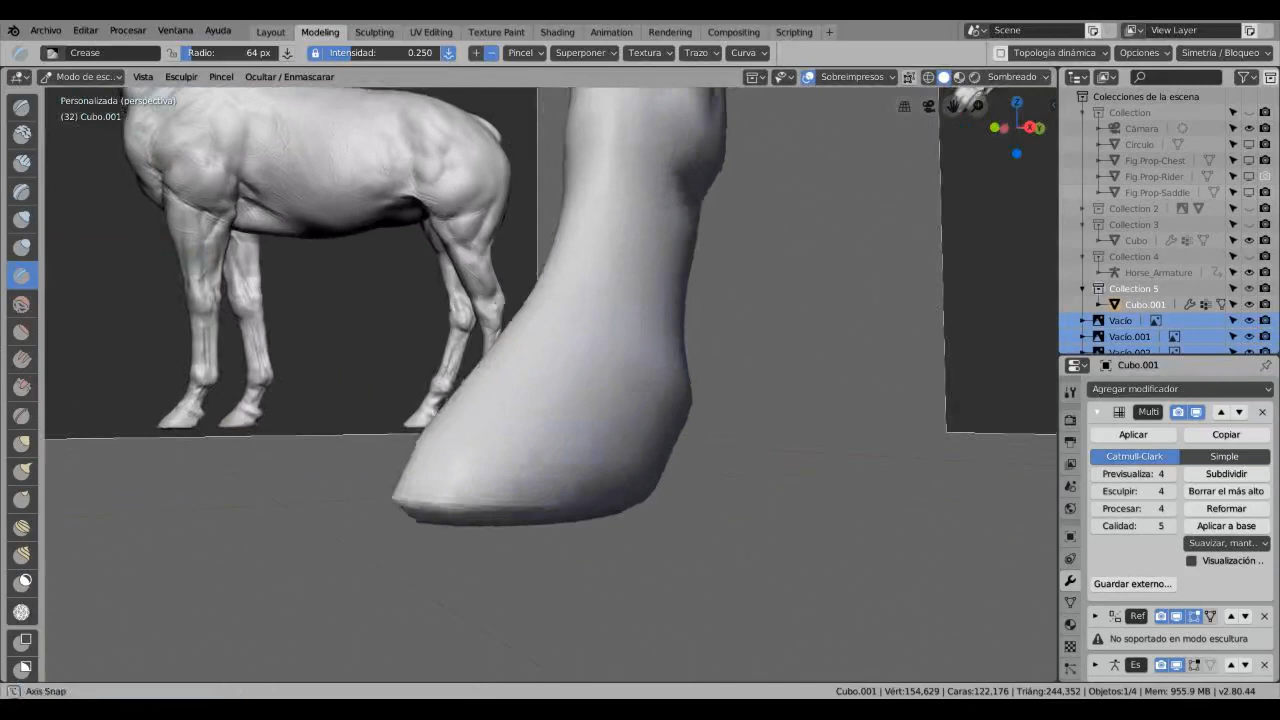 Archivo Editar Procesar Ventana Ayuda Layout Modeling Sculpting UV Editing Texture Paint Shading Animation Rendering Compositing Scripting + Scene View Layer
Crease Radio: 64 px Intensidad: 0.250 + − Pincel Superponer Textura Trazo Curva Topología dinámica Opciones Simetría / Bloqueo
Modo de esc... Vista Esculpir Pincel Ocultar / Enmascarar Sobreimpresos Sombreado
Personalizada (perspectiva)
(32) Cubo.001
Z
X
Y
Colecciones de la escena
Collection
Cámara
Círculo
Fig.Prop-Chest
Fig.Prop-Rider
Fig.Prop-Saddle
Collection 2
Collection 3
Cubo
Collection 4
Horse_Armature
Collection 5
Cubo.001
Vacío
Vacío.001
Vacío.002
Cubo.001
Agregar modificador
Multi
Aplicar Copiar
Catmull-Clark Simple
Previsualiza: 4 Subdividir
Esculpir: 4 Borrar el más alto
Procesar: 4 Reformar
Calidad: 5 Aplicar a base
Suavizar, mant..
Visualización ..
Guardar externo...
Ref
No soportado en modo escultura
Es
Axis Snap
Cubo.001 | Vért:154,629 | Caras:122,176 | Triáng:244,352 | Objetos:1/4 | Mem: 955.9 MB | v2.80.44